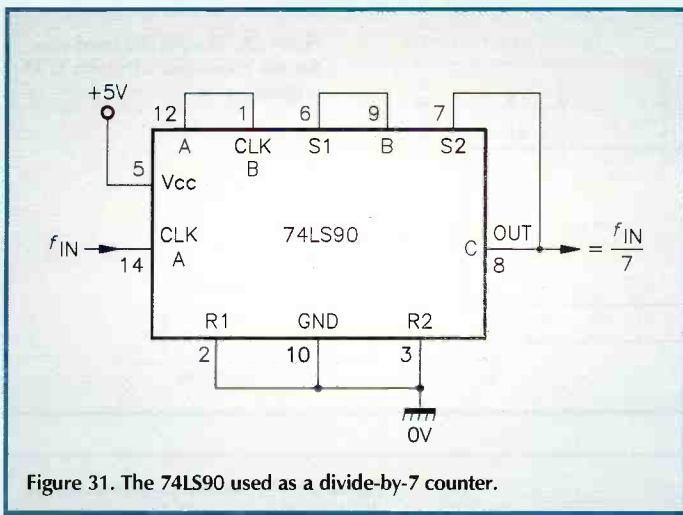 +5V
12 1 6 9 7
A CLK S1 B S2
B
5
Vcc
fIN CLK 74LS90 C OUT = fIN/7
14 A 8
R1 GND R2
2 10 3
0V
Figure 31. The 74LS90 used as a divide-by-7 counter.